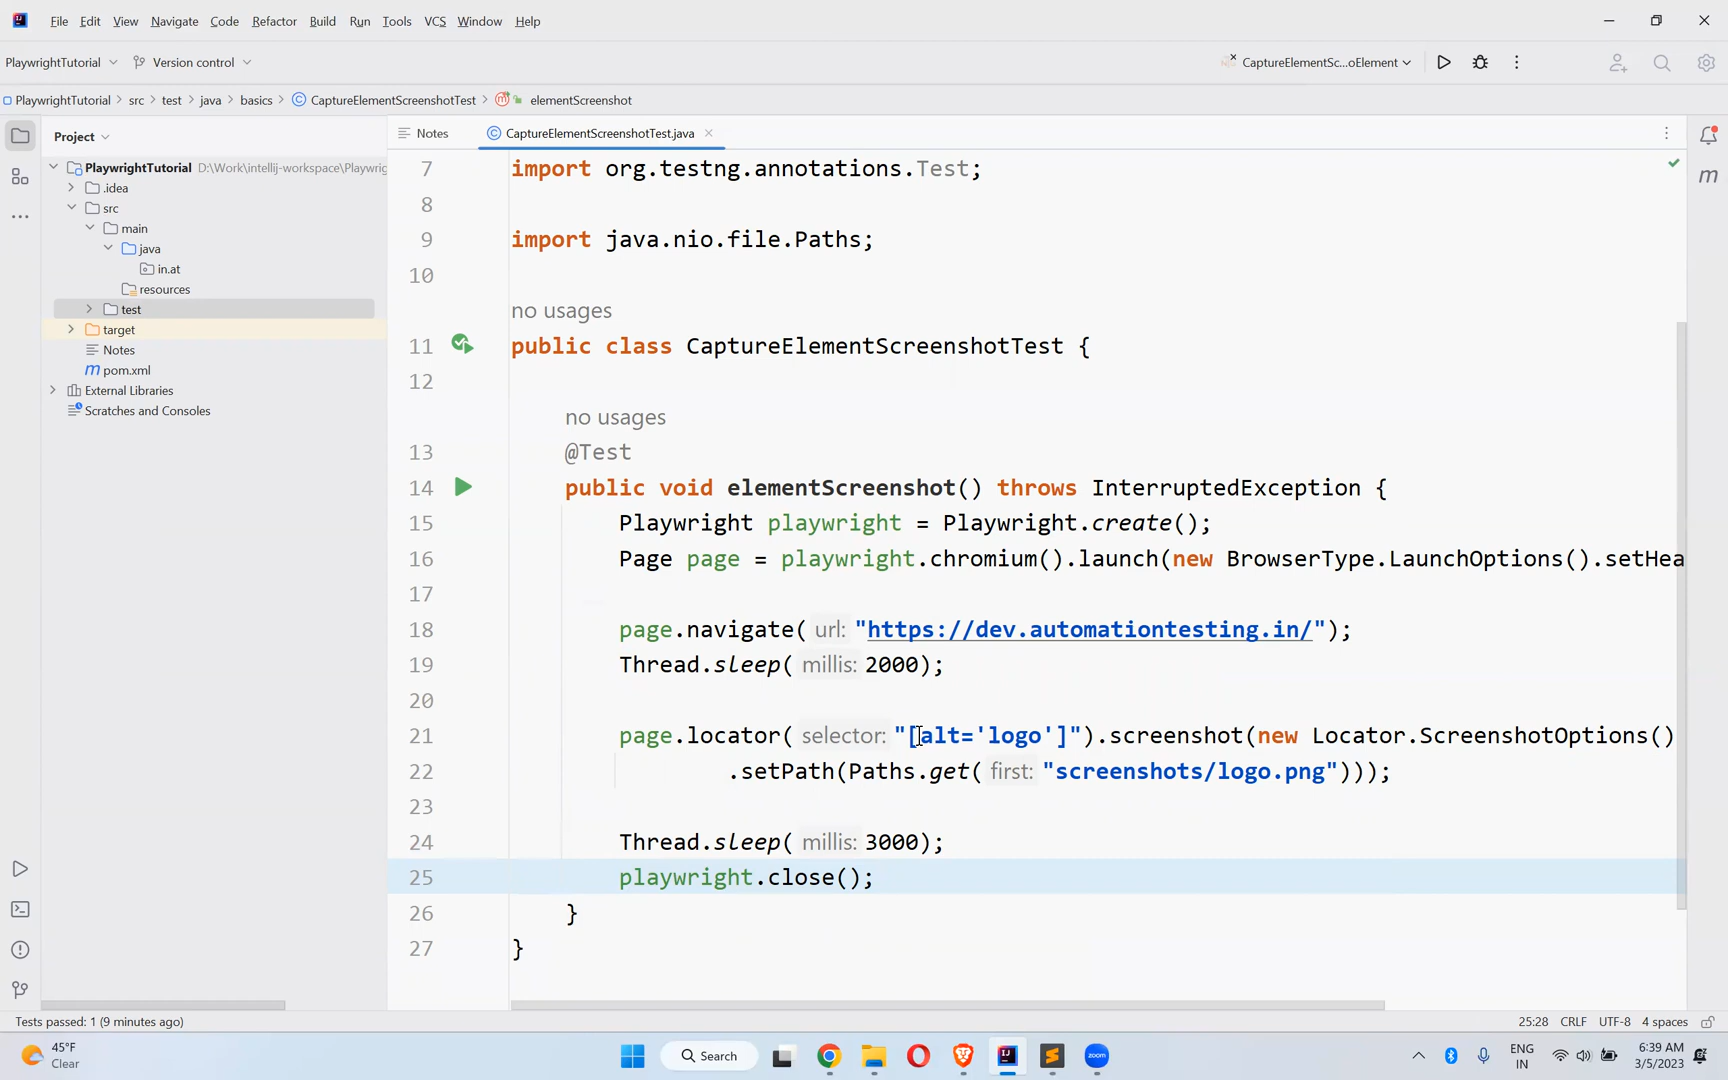 File Edit View Navigate Code Refactor Build Run Tools VCS Window Help
PlaywrightTutorial Version control CaptureElementSc...oElement
PlaywrightTutorial src test java basics CaptureElementScreenshotTest elementScreenshot
Project
Notes CaptureElementScreenshotTest.java
PlaywrightTutorial D:\Work\intellij-workspace\Playwrig
.idea
src
main
java
in.at
resources
test
target
Notes
pom.xml
External Libraries
Scratches and Consoles
7 import org.testng.annotations.Test;
8
9 import java.nio.file.Paths;
10
no usages
11 public class CaptureElementScreenshotTest {
12
no usages
13 @Test
14 public void elementScreenshot() throws InterruptedException {
15 Playwright playwright = Playwright.create();
16 Page page = playwright.chromium().launch(new BrowserType.LaunchOptions().setHea
17
18 page.navigate( url: "https://dev.automationtesting.in/");
19 Thread.sleep( millis: 2000);
20
21 page.locator( selector: "[alt='logo']").screenshot(new Locator.ScreenshotOptions()
22 .setPath(Paths.get( first: "screenshots/logo.png")));
23
24 Thread.sleep( millis: 3000);
25 playwright.close();
26 }
27 }
Tests passed: 1 (9 minutes ago) 25:28 CRLF UTF-8 4 spaces
45°F
Clear
Search
zoom
ENG
IN
6:39 AM
3/5/2023